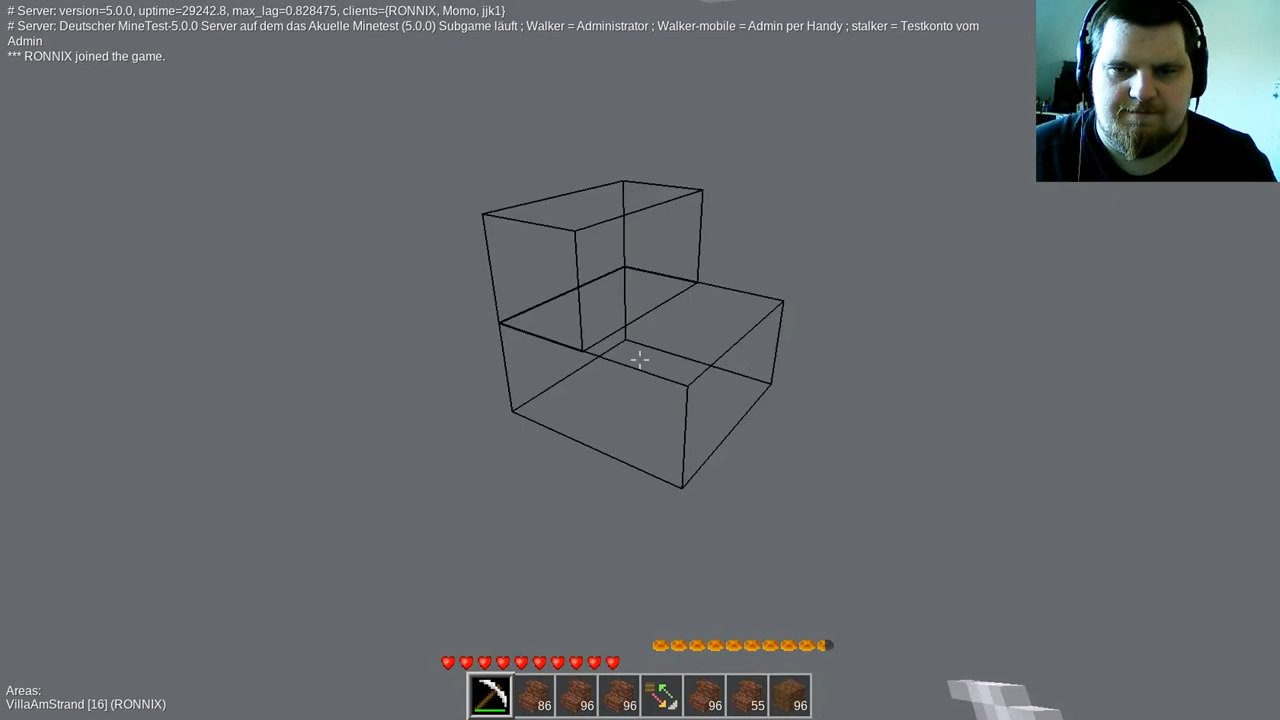 # Server: version=5.0.0, uptime=29242.8, max_lag=0.828475, clients={RONNIX, Momo, jjk1}
# Server: Deutscher MineTest-5.0.0 Server auf dem das Akuelle Minetest (5.0.0) Subgame läuft ; Walker = Administrator ; Walker-mobile = Admin per Handy ; stalker = Testkonto vom
Admin
*** RONNIX joined the game.
86 96 96 96 55 96
Areas:
VillaAmStrand [16] (RONNIX)